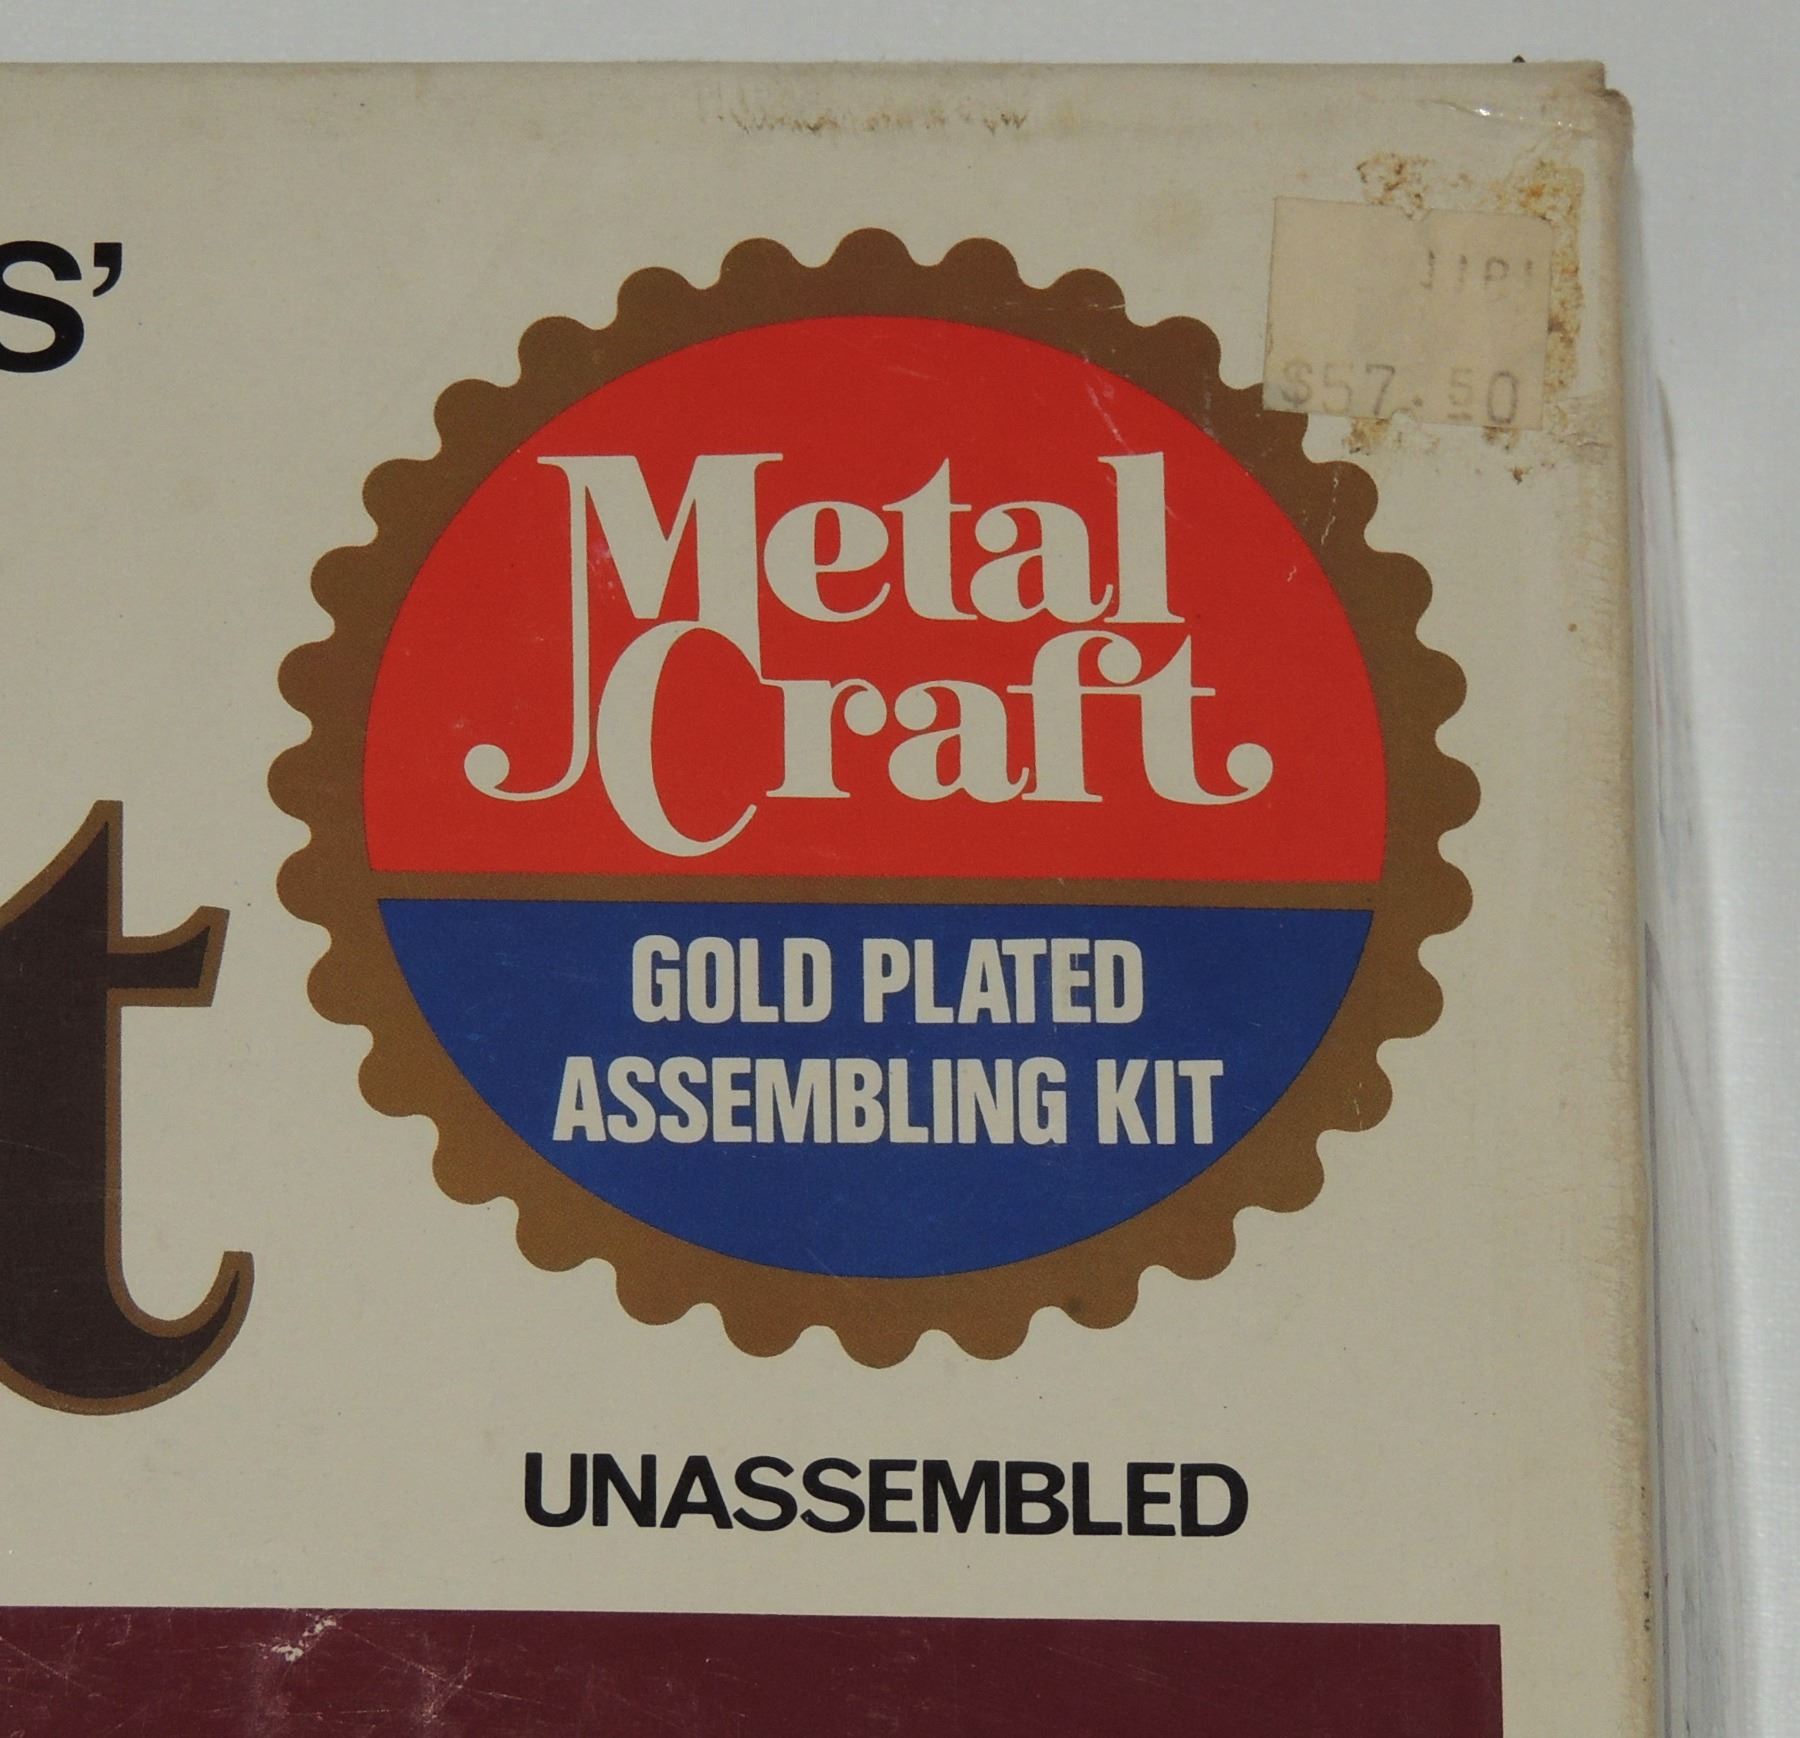 S'
$57.50
Metal
Craft
t
GOLD PLATED
ASSEMBLING KIT
UNASSEMBLED